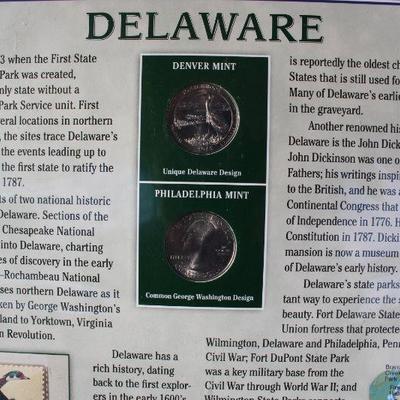 DELAWARE
3 when the First State
Park was created,
nly state without a
Park Service unit. First
veral locations in northern
, the sites trace Delaware's
the events leading up to
the first state to ratify the
1787.
ts of two national historic
Delaware. Sections of the
Chesapeake National
into Delaware, charting
es of discovery in the early
–Rochambeau National
ses northern Delaware as it
ken by George Washington's
land to Yorktown, Virginia
n Revolution.
DENVER MINT
Unique Delaware Design
PHILADELPHIA MINT
Common George Washington Design
is reportedly the oldest ch
States that is still used fo
Many of Delaware's earlie
in the graveyard.
Another renowned his
Delaware is the John Dick
John Dickinson was one o
Fathers; his writings inspi
to the British, and he was a
Continental Congress that
of Independence in 1776. H
Constitution in 1787. Dicki
mansion is now a museum
of Delaware's early history.
Delaware's state parks
tant way to experience the s
beauty. Fort Delaware State
Union fortress that protecte
Wilmington, Delaware and Philadelphia, Penn
Civil War; Fort DuPont State Park
was a key military base from the
Civil War through World War II; and
Wilmington State Parks
Delaware has a
rich history, dating
back to the first explor-
ers in the early 1600's